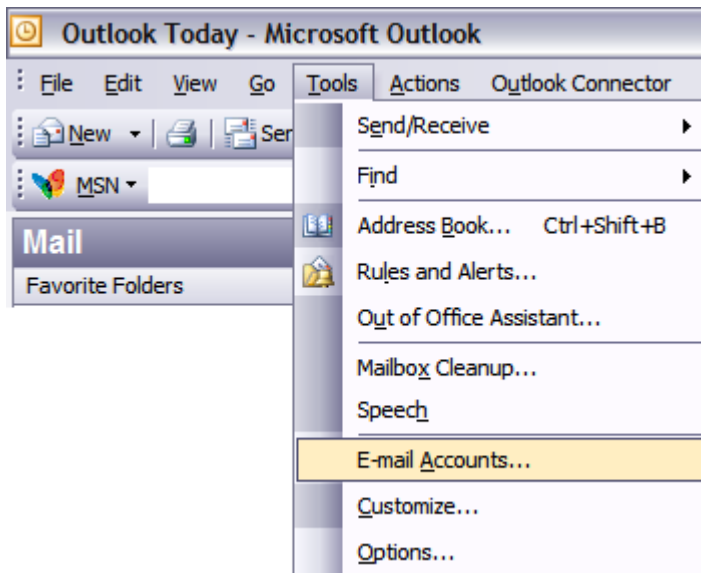 Outlook Today - Microsoft Outlook
File Edit View Go Tools Actions Outlook Connector
New Ser
MSN
Mail
Favorite Folders
Send/Receive
Find
Address Book... Ctrl+Shift+B
Rules and Alerts...
Out of Office Assistant...
Mailbox Cleanup...
Speech
E-mail Accounts...
Customize...
Options...